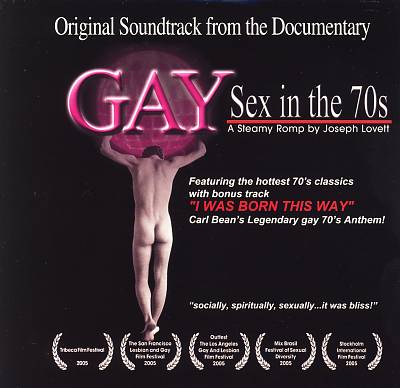 Original Soundtrack from the Documentary
GAY Sex in the 70s
A Steamy Romp by Joseph Lovett
Featuring the hottest 70's classics
with bonus track
"I WAS BORN THIS WAY"
Carl Bean's Legendary gay 70's Anthem!
"socially, spiritually, sexually...it was bliss!"
Tribeca Film Festival
2005
The San Francisco
Lesbian and Gay
Film Festival
2005
Outfest
The Los Angeles
Gay And Lesbian
Film Festival
2005
Mix Brasil
Festival of Sexual
Diversity
2005
Stockholm
International
Film Festival
2005